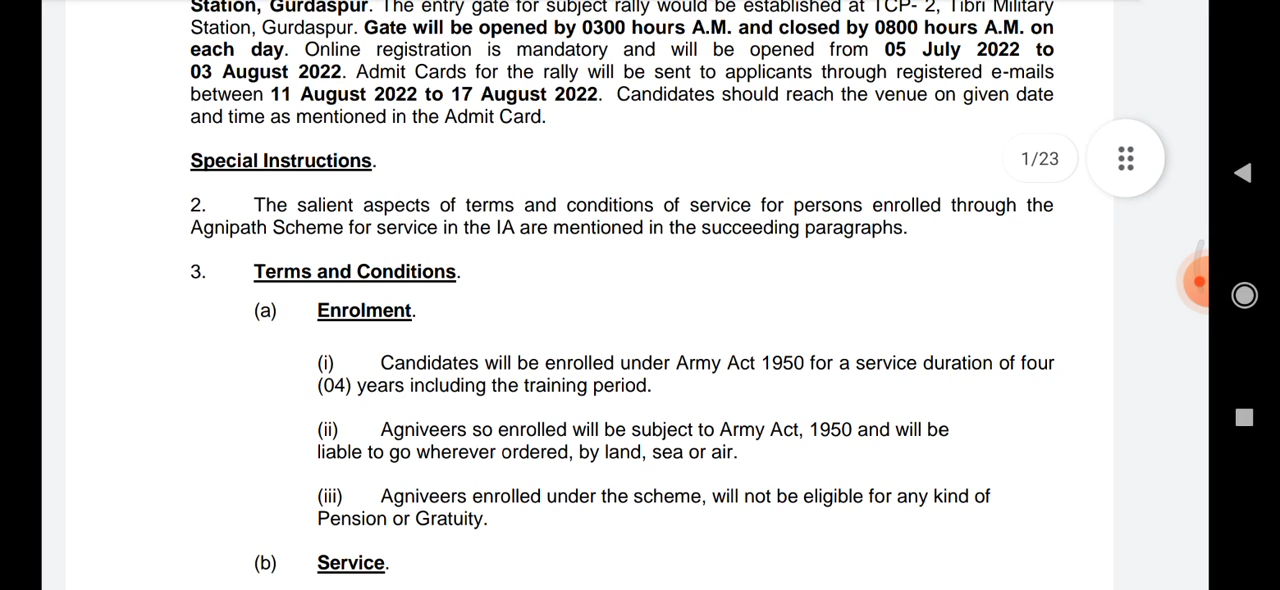 Station, Gurdaspur. The entry gate for subject rally would be established at TCP- 2, Tibri Military
Station, Gurdaspur. Gate will be opened by 0300 hours A.M. and closed by 0800 hours A.M. on
each day. Online registration is mandatory and will be opened from 05 July 2022 to
03 August 2022. Admit Cards for the rally will be sent to applicants through registered e-mails
between 11 August 2022 to 17 August 2022. Candidates should reach the venue on given date
and time as mentioned in the Admit Card.
Special Instructions.
1/23
2. The salient aspects of terms and conditions of service for persons enrolled through the
Agnipath Scheme for service in the IA are mentioned in the succeeding paragraphs.
3. Terms and Conditions.
(a) Enrolment.
(i) Candidates will be enrolled under Army Act 1950 for a service duration of four
(04) years including the training period.
(ii) Agniveers so enrolled will be subject to Army Act, 1950 and will be
liable to go wherever ordered, by land, sea or air.
(iii) Agniveers enrolled under the scheme, will not be eligible for any kind of
Pension or Gratuity.
(b) Service.